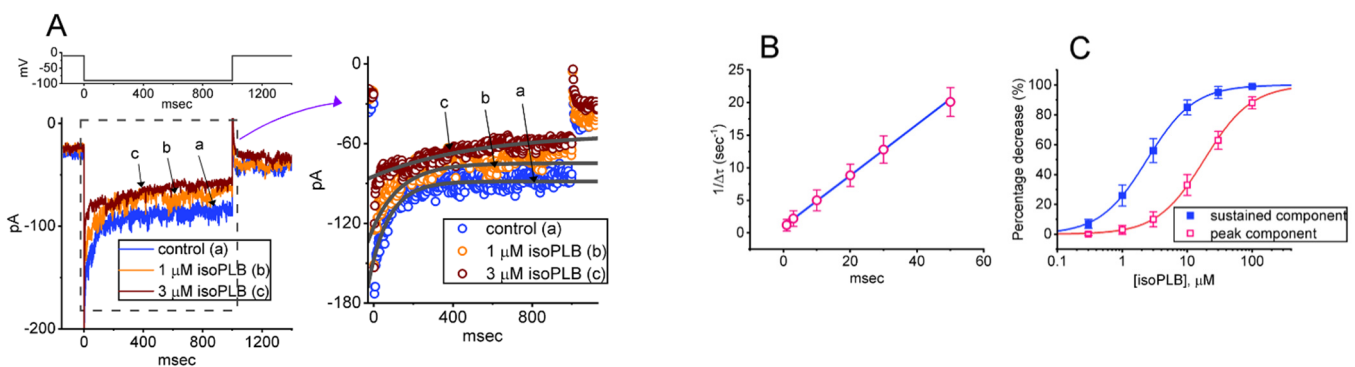 A
0
-50
-100
mV
0
400
800
1200
msec
0
-100
-200
pA
c
b
a
control (a)
1 μM isoPLB (b)
3 μM isoPLB (c)
0
400
800
1200
msec
0
-60
-120
-180
pA
c
b
a
control (a)
1 μM isoPLB (b)
3 μM isoPLB (c)
0
400
800
msec
B
25
20
15
10
5
0
1/Δτ (sec⁻¹)
0
20
40
60
msec
C
100
80
60
40
20
0
Percentage decrease (%)
sustained component
peak component
0.1
1
10
100
[isoPLB], μM